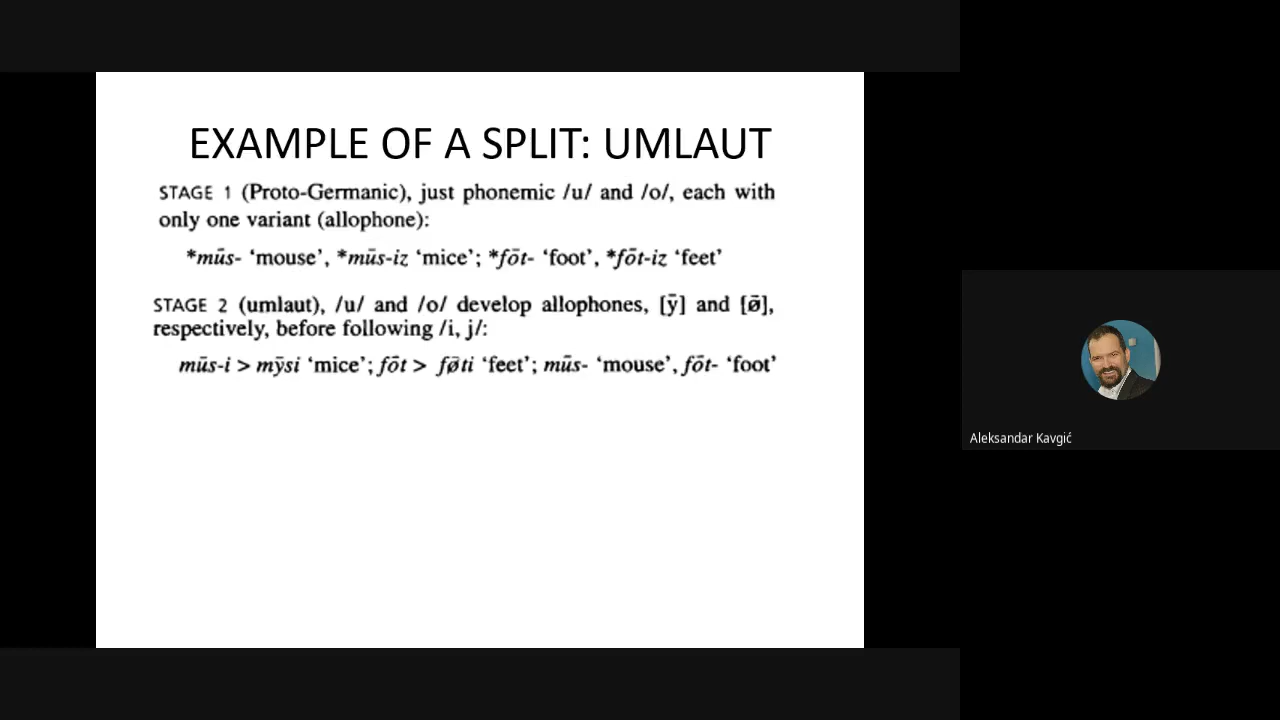 EXAMPLE OF A SPLIT: UMLAUT
STAGE 1 (Proto-Germanic), just phonemic /u/ and /o/, each with
only one variant (allophone):
*mūs- ‘mouse’, *mūs-iz ‘mice’; *fōt- ‘foot’, *fōt-iz ‘feet’
STAGE 2 (umlaut), /u/ and /o/ develop allophones, [ȳ] and [ø̄],
respectively, before following /i, j/:
mūs-i > mȳsi ‘mice’; fōt > fø̄ti ‘feet’; mūs- ‘mouse’, fōt- ‘foot’
Aleksandar Kavgić